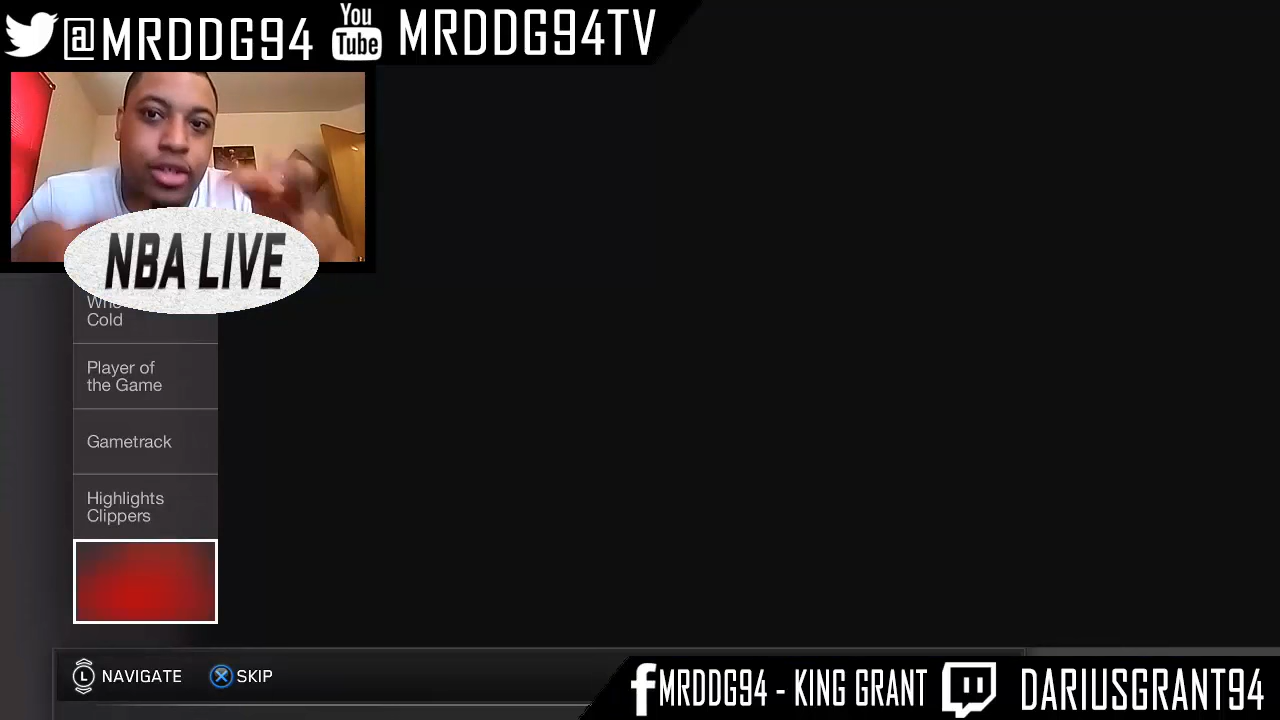 @MRDDG94 You Tube MRDDG94TV
NBA LIVE
Cold
Player of
the Game
Gametrack
Highlights
Clippers
L NAVIGATE X SKIP
f MRDDG94 - KING GRANT DARIUSGRANT94